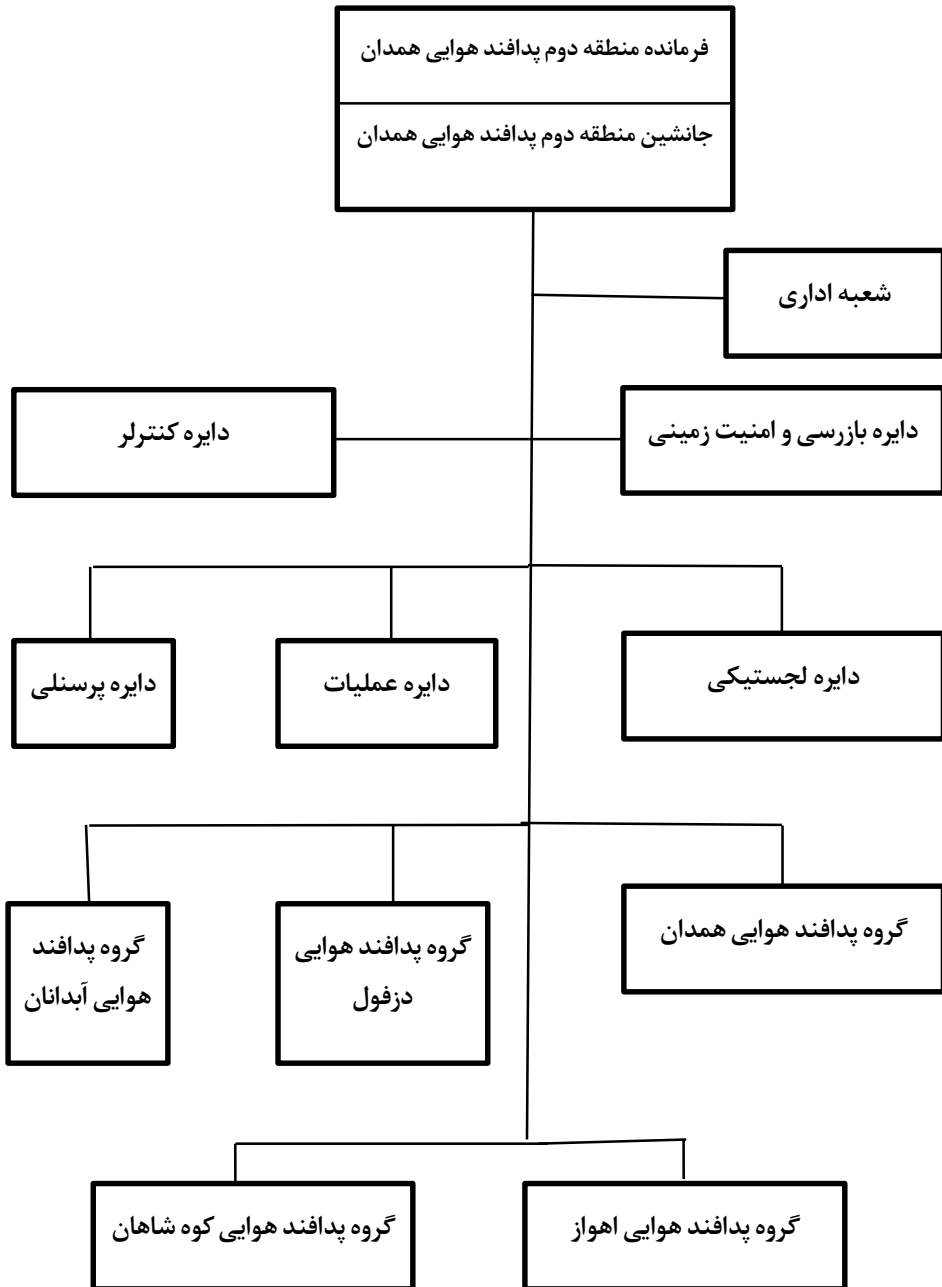 فرمانده منطقه دوم پدافند هوایی همدان
جانشین منطقه دوم پدافند هوایی همدان
شعبه اداری
دایره بازرسی و امنیت زمینی
دایره کنترلر
دایره لجستیکی
دایره عملیات
دایره پرسنلی
گروه پدافند هوایی همدان
گروه پدافند هوایی
دزفول
گروه پدافند
هوایی آبدانان
گروه پدافند هوایی اهواز
گروه پدافند هوایی کوه شاهان